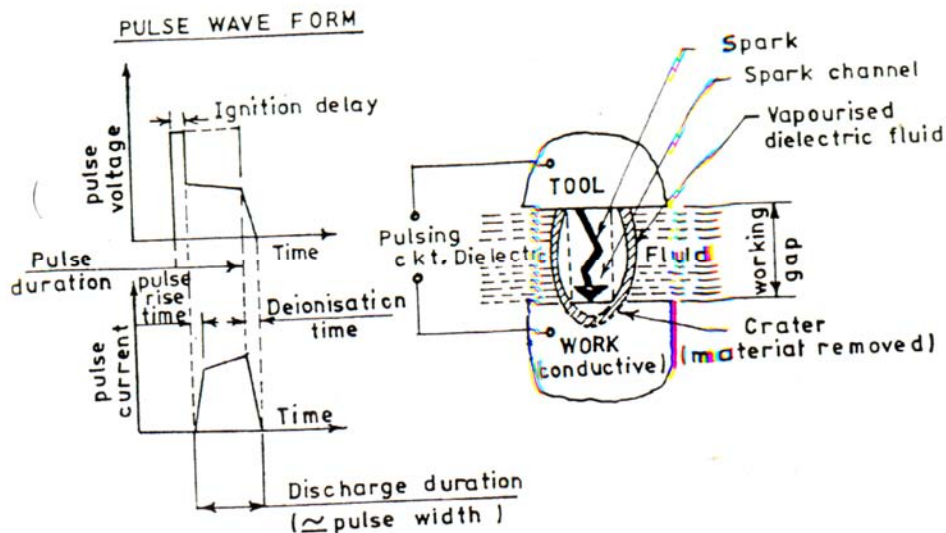 PULSE WAVE FORM
Ignition delay
pulse
voltage
Time
Pulse
duration
pulse
rise
time
Deionisation
time
pulse
current
Time
Discharge duration
(≃ pulse width )
Spark
Spark channel
Vapourised
dielectric fluid
TOOL
Pulsing
ckt. Dielectric Fluid
working
gap
WORK
(conductive)
Crater
(material removed)